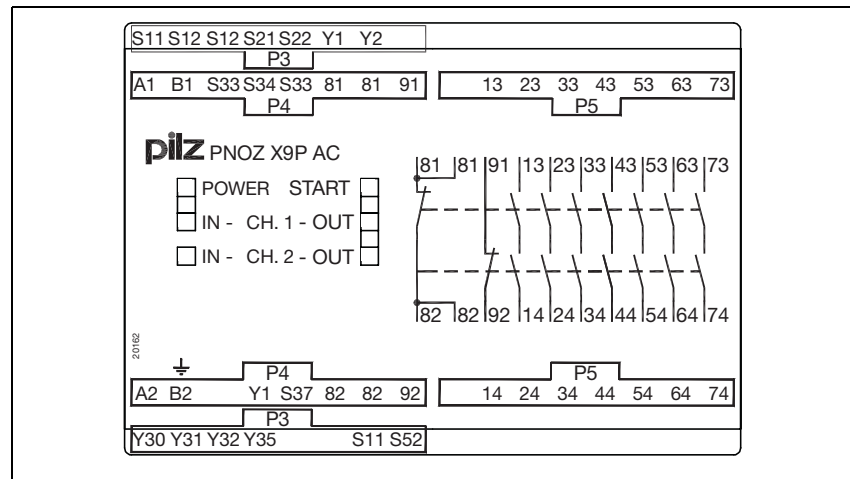 S11 S12 S12 S21 S22 Y1 Y2
P3
A1 B1 S33 S34 S33 81 81 91
P4
13 23 33 43 53 63 73
P5
pilz PNOZ X9P AC
POWER START
IN - CH. 1 - OUT
IN - CH. 2 - OUT
81 81 91 13 23 33 43 53 63 73
82 82 92 14 24 34 44 54 64 74
20162
P4
A2 B2 Y1 S37 82 82 92
P5
14 24 34 44 54 64 74
P3
Y30 Y31 Y32 Y35 S11 S52